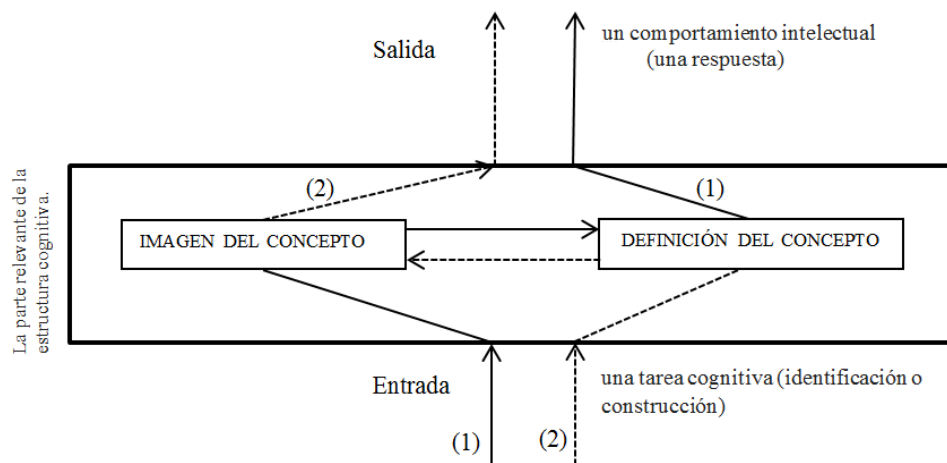 Salida
un comportamiento intelectual
(una respuesta)
La parte relevante de la
estructura cognitiva.
(2)
(1)
IMAGEN DEL CONCEPTO
DEFINICIÓN DEL CONCEPTO
Entrada
una tarea cognitiva (identificación o
construcción)
(1)
(2)